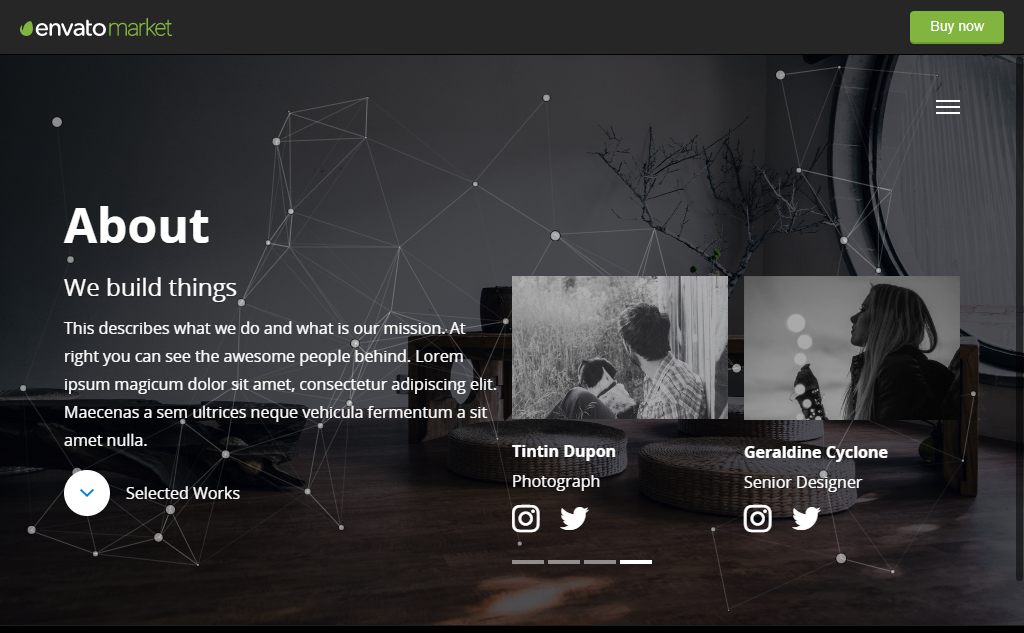 envato market
Buy now
About
We build things
This describes what we do and what is our mission. At
right you can see the awesome people behind. Lorem
ipsum magicum dolor sit amet, consectetur adipiscing elit.
Maecenas a sem ultrices neque vehicula fermentum a sit
amet nulla.
Selected Works
Tintin Dupon
Photograph
Geraldine Cyclone
Senior Designer